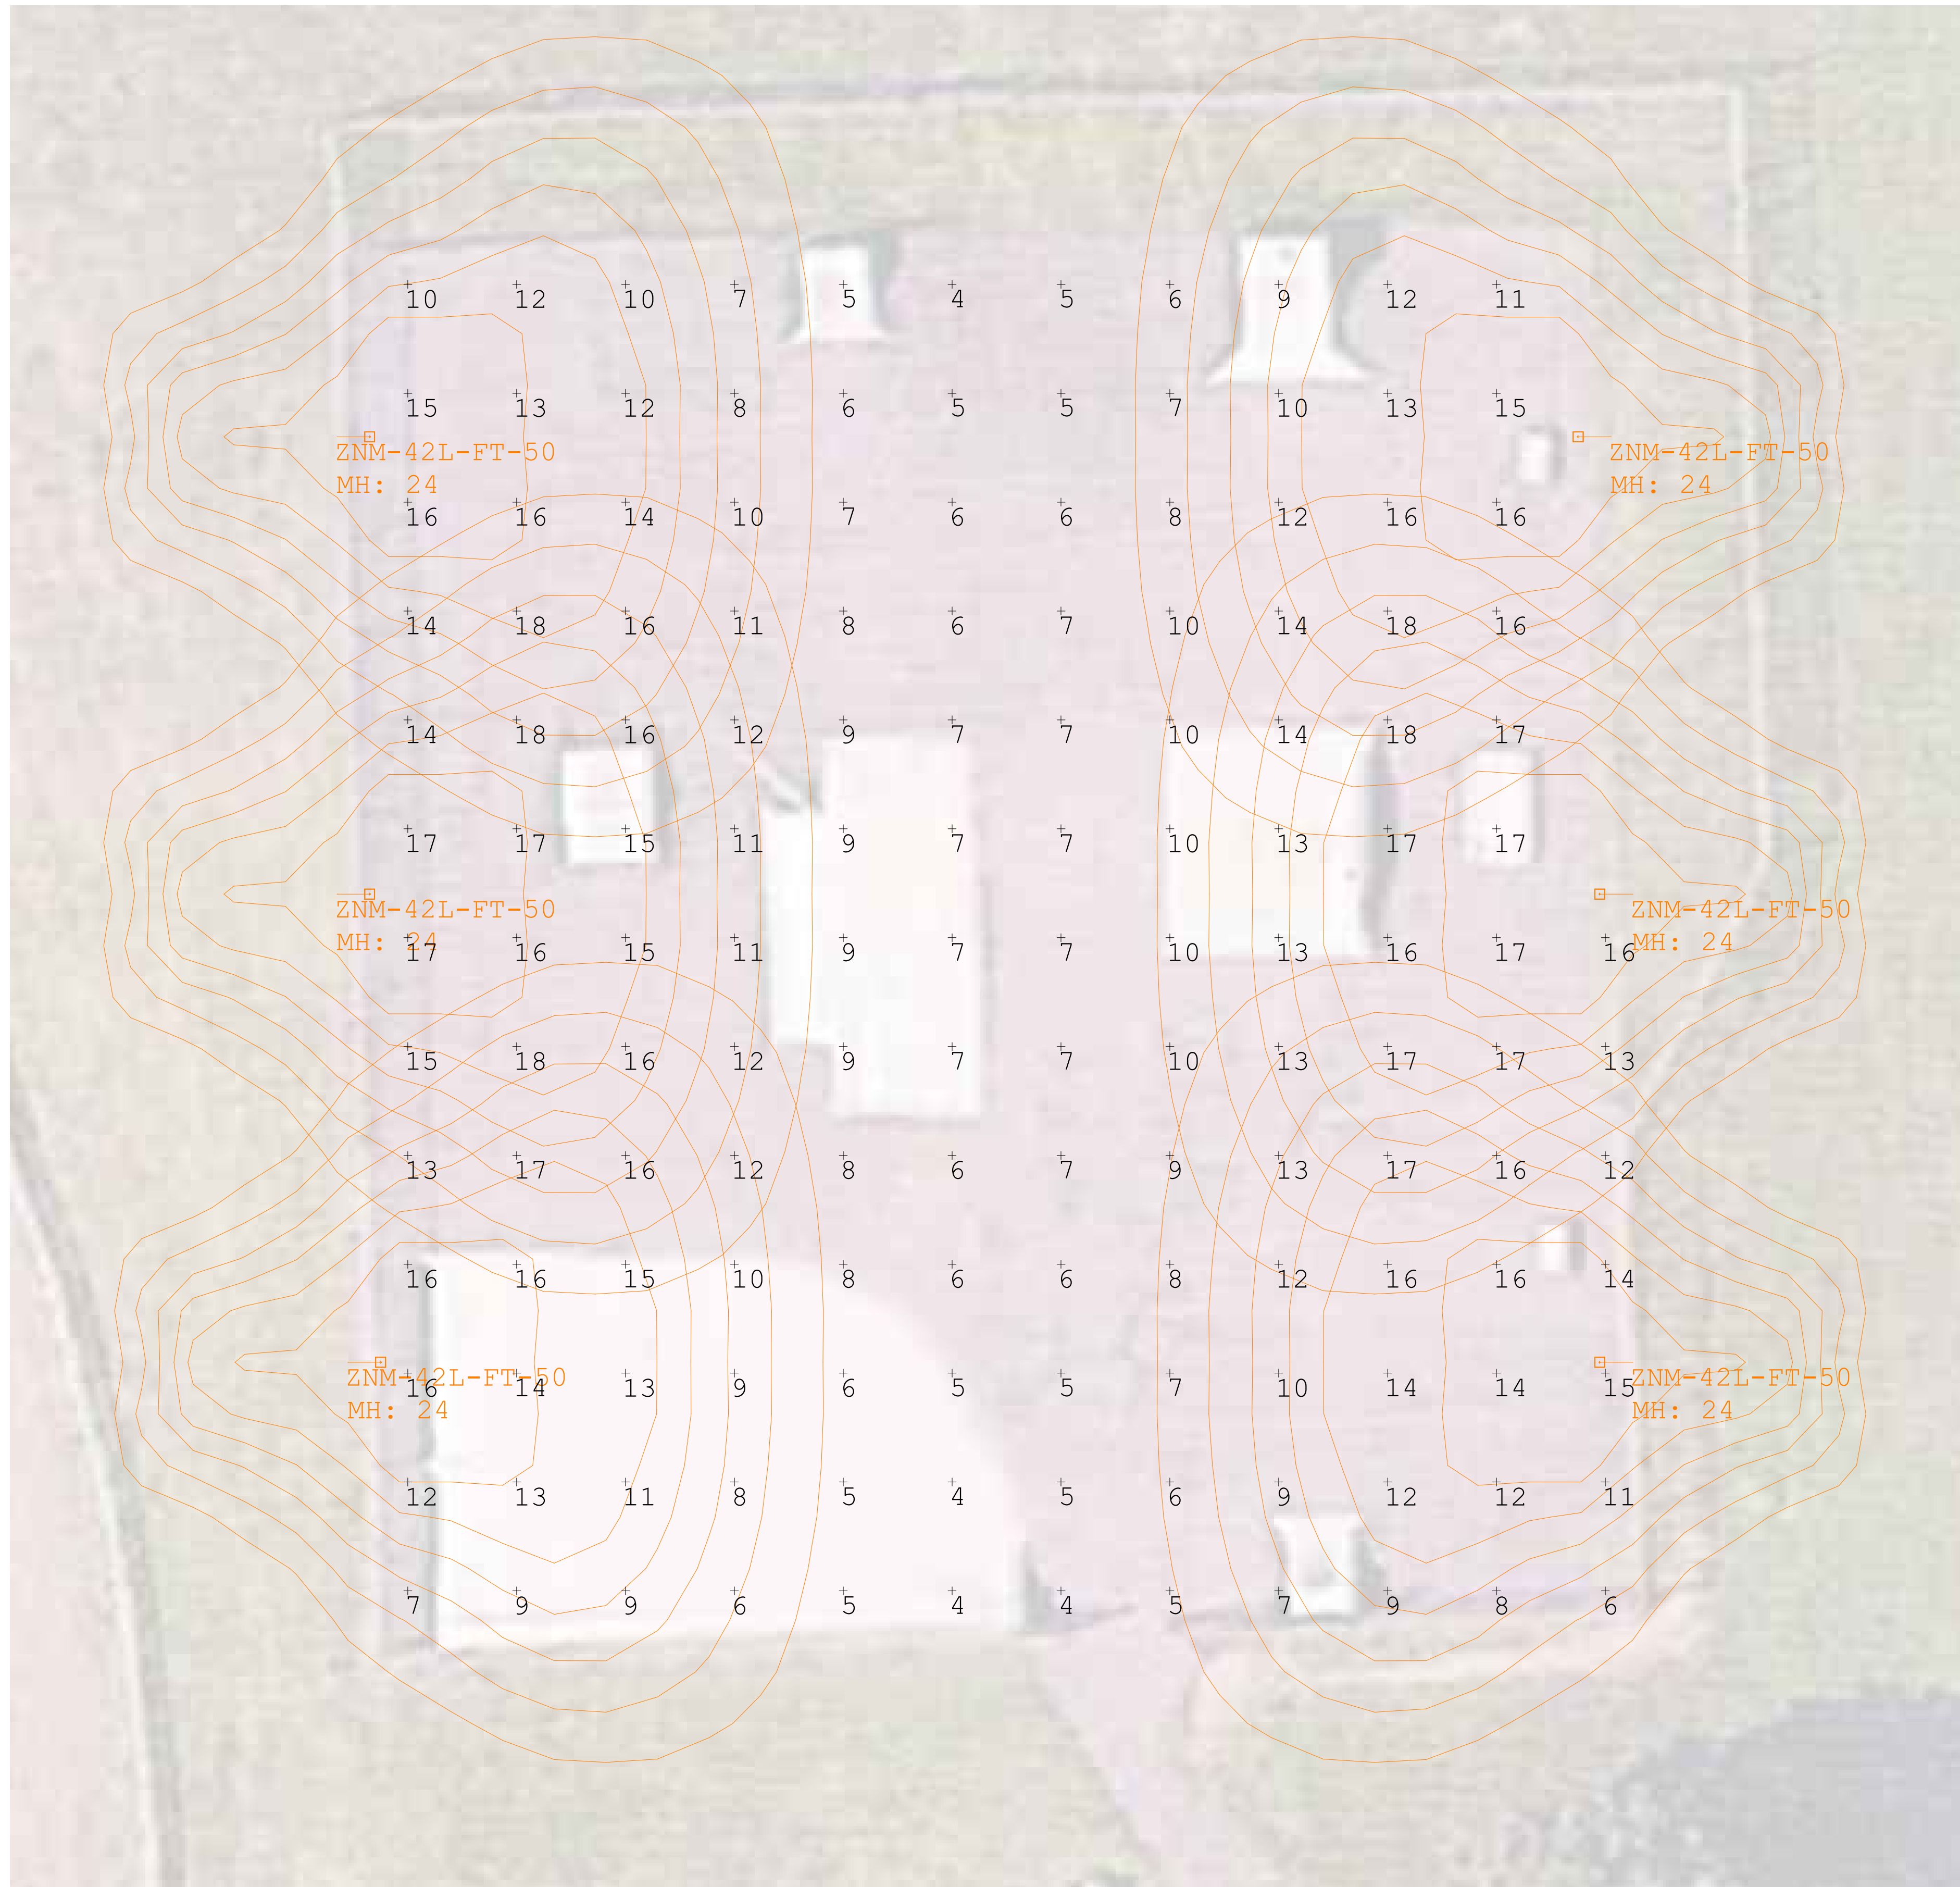 10 12 10 7 5 4 5 6 9 12 11
15 13 12 8 6 5 5 7 10 13 15
ZNM-42L-FT-50 ZNM-42L-FT-50
MH: 24 MH: 24
16 16 14 10 7 6 6 8 12 16 16
14 18 16 11 8 6 7 10 14 18 16
14 18 16 12 9 7 7 10 14 18 17
17 17 15 11 9 7 7 10 13 17 17
ZNM-42L-FT-50 ZNM-42L-FT-50
MH: 24 MH: 24
17 16 15 11 9 7 7 10 13 16 17 16
15 18 16 12 9 7 7 10 13 17 17 13
13 17 16 12 8 6 7 9 13 17 16 12
16 16 15 10 8 6 6 8 12 16 16 14
ZNM-42L-FT-50 ZNM-42L-FT-50
16 14 13 9 6 5 5 7 10 14 14 15
MH: 24 MH: 24
12 13 11 8 5 4 5 6 9 12 12 11
7 9 9 6 5 4 4 5 7 9 8 6